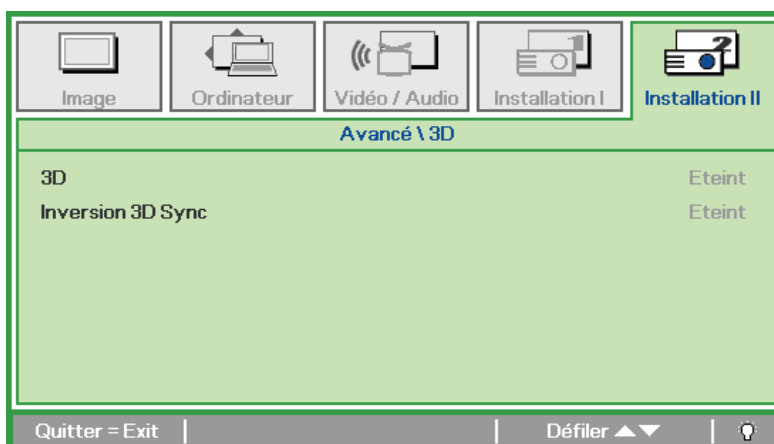 Image
Ordinateur
Vidéo / Audio
Installation I
Installation II
Avancé \ 3D
3D Eteint
Inversion 3D Sync Eteint
Quitter = Exit Défiler ▲▼